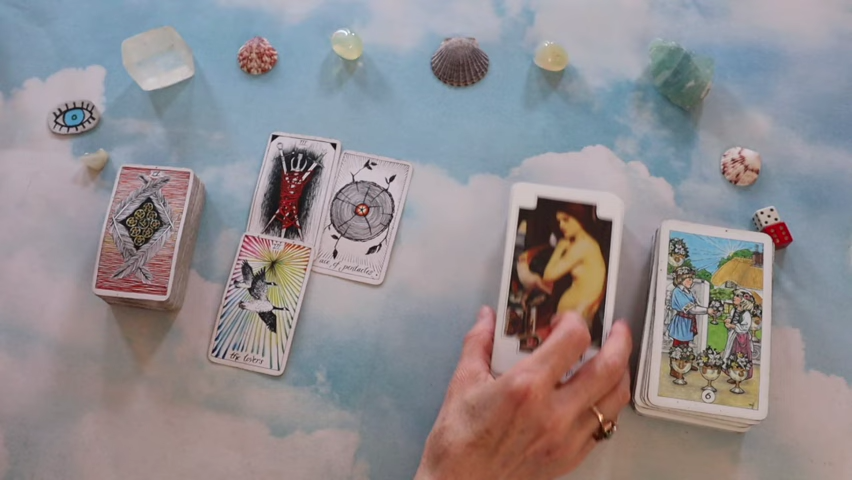 ace of pentacles
the lovers
6